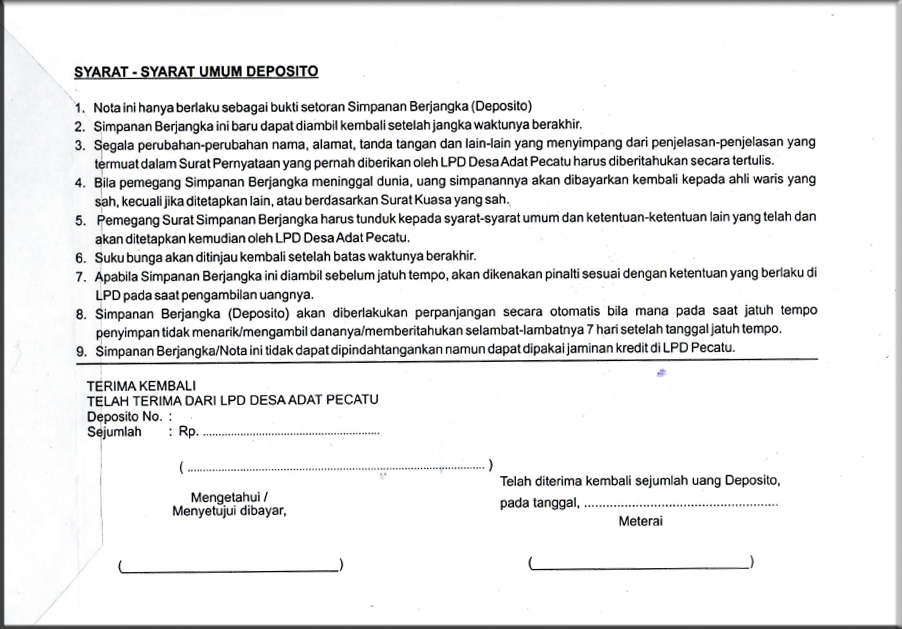 SYARAT - SYARAT UMUM DEPOSITO
1. Nota ini hanya berlaku sebagai bukti setoran Simpanan Berjangka (Deposito)
2. Simpanan Berjangka ini baru dapat diambil kembali setelah jangka waktunya berakhir.
3. Segala perubahan-perubahan nama, alamat, tanda tangan dan lain-lain yang menyimpang dari penjelasan-penjelasan yang
termuat dalam Surat Pernyataan yang pernah diberikan oleh LPD Desa Adat Pecatu harus diberitahukan secara tertulis.
4. Bila pemegang Simpanan Berjangka meninggal dunia, uang simpanannya akan dibayarkan kembali kepada ahli waris yang
sah, kecuali jika ditetapkan lain, atau berdasarkan Surat Kuasa yang sah.
5. Pemegang Surat Simpanan Berjangka harus tunduk kepada syarat-syarat umum dan ketentuan-ketentuan lain yang telah dan
akan ditetapkan kemudian oleh LPD Desa Adat Pecatu.
6. Suku bunga akan ditinjau kembali setelah batas waktunya berakhir.
7. Apabila Simpanan Berjangka ini diambil sebelum jatuh tempo, akan dikenakan pinalti sesuai dengan ketentuan yang berlaku di
LPD pada saat pengambilan uangnya.
8. Simpanan Berjangka (Deposito) akan diberlakukan perpanjangan secara otomatis bila mana pada saat jatuh tempo
penyimpan tidak menarik/mengambil dananya/memberitahukan selambat-lambatnya 7 hari setelah tanggal jatuh tempo.
9. Simpanan Berjangka/Nota ini tidak dapat dipindahtangankan namun dapat dipakai jaminan kredit di LPD Pecatu.
TERIMA KEMBALI
TELAH TERIMA DARI LPD DESA ADAT PECATU
Deposito No. :
Sejumlah : Rp. ............................................................
(............................................................................................)
Mengetahui /
Menyetujui dibayar,
(______________________________)
Telah diterima kembali sejumlah uang Deposito,
pada tanggal, .....................................................
Meterai
(______________________________)